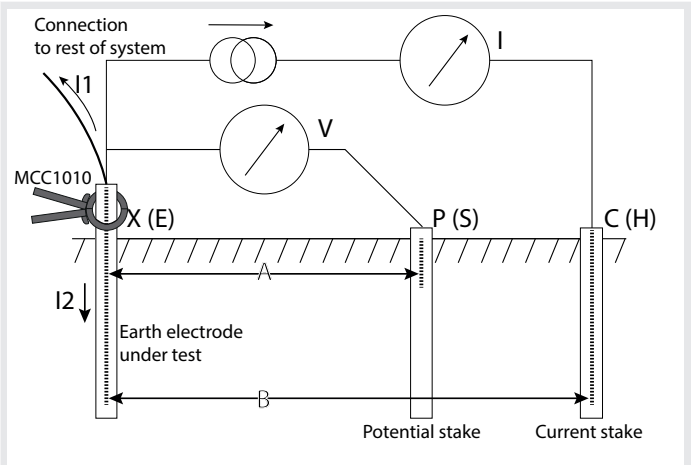 Connection
to rest of system
I
I1
V
MCC1010
X (E)
P (S)
C (H)
A
I2
Earth electrode
under test
B
Potential stake
Current stake